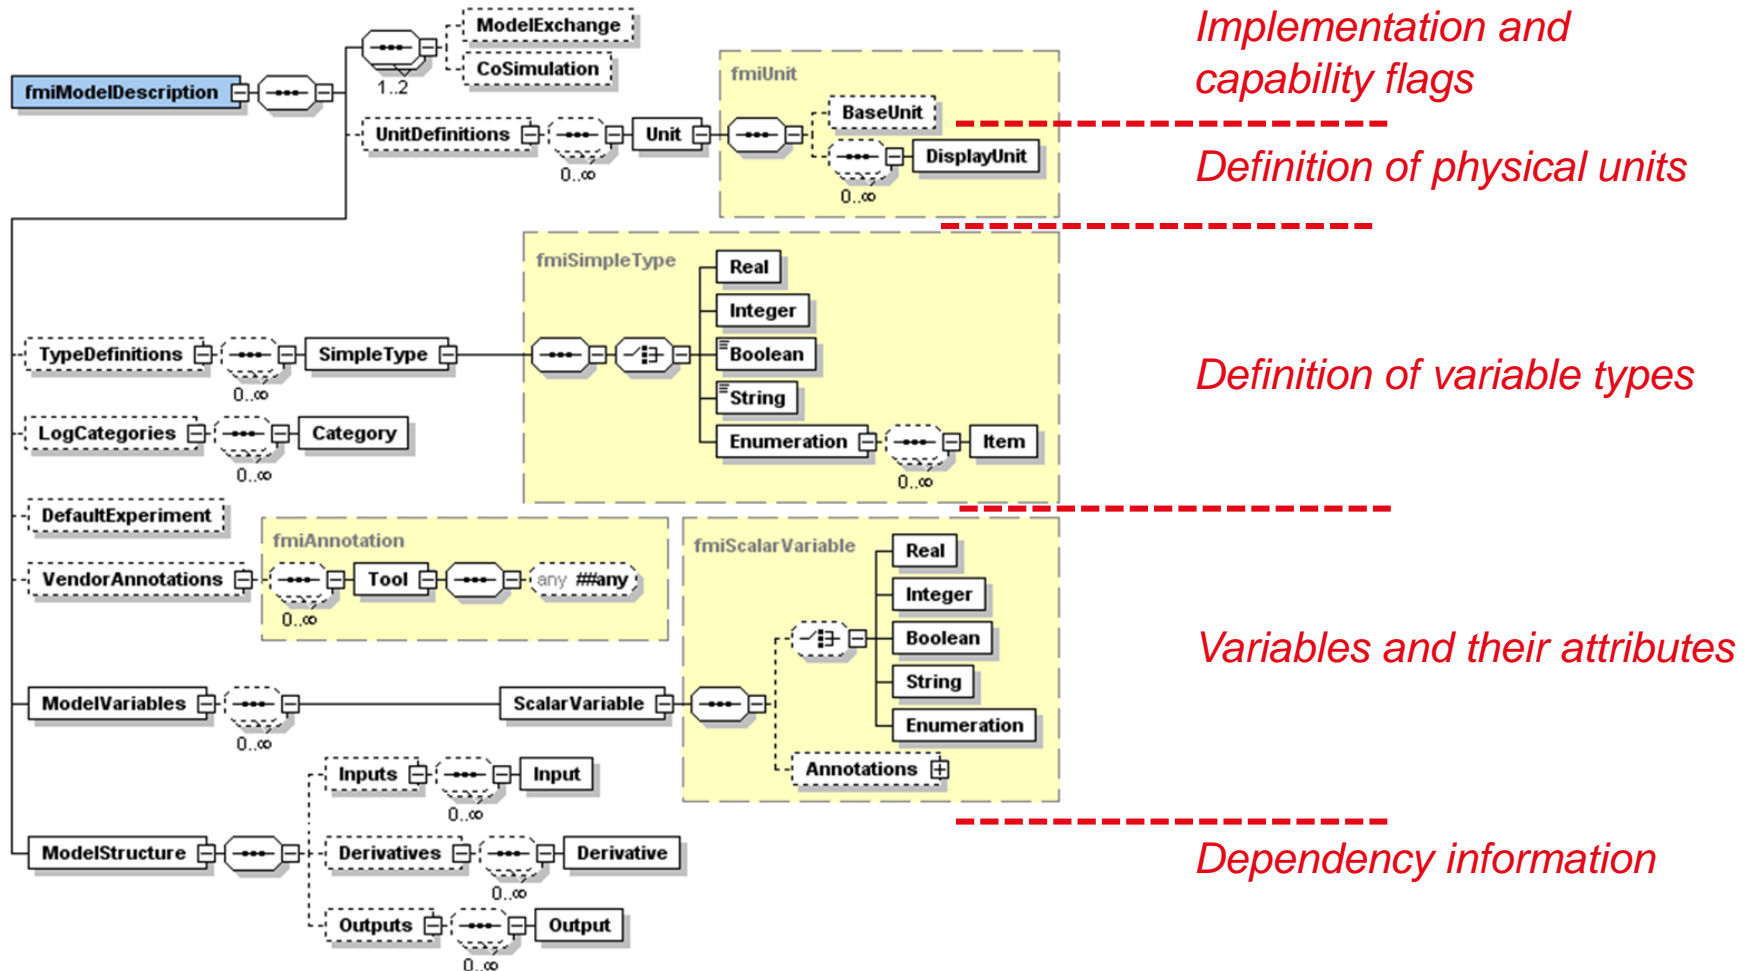 ModelExchange
CoSimulation
1..2
fmiModelDescription
UnitDefinitions
0..∞
Unit
fmiUnit
BaseUnit
DisplayUnit
0..∞
Implementation and
capability flags
Definition of physical units
TypeDefinitions
0..∞
SimpleType
fmiSimpleType
Real
Integer
Boolean
String
Enumeration
0..∞
Item
Definition of variable types
LogCategories
0..∞
Category
DefaultExperiment
VendorAnnotations
fmiAnnotation
0..∞
Tool
any ##any
ModelVariables
0..∞
ScalarVariable
fmiScalarVariable
Real
Integer
Boolean
String
Enumeration
Annotations
Variables and their attributes
ModelStructure
Inputs
0..∞
Input
Derivatives
0..∞
Derivative
Outputs
0..∞
Output
Dependency information